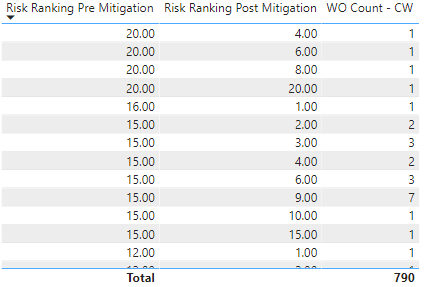 Risk Ranking Pre Mitigation Risk Ranking Post Mitigation WO Count - CW
20.00 4.00 1
20.00 6.00 1
20.00 8.00 1
20.00 20.00 1
16.00 1.00 1
15.00 2.00 2
15.00 3.00 3
15.00 4.00 2
15.00 6.00 3
15.00 9.00 7
15.00 10.00 1
15.00 15.00 1
12.00 1.00 1
Total 790